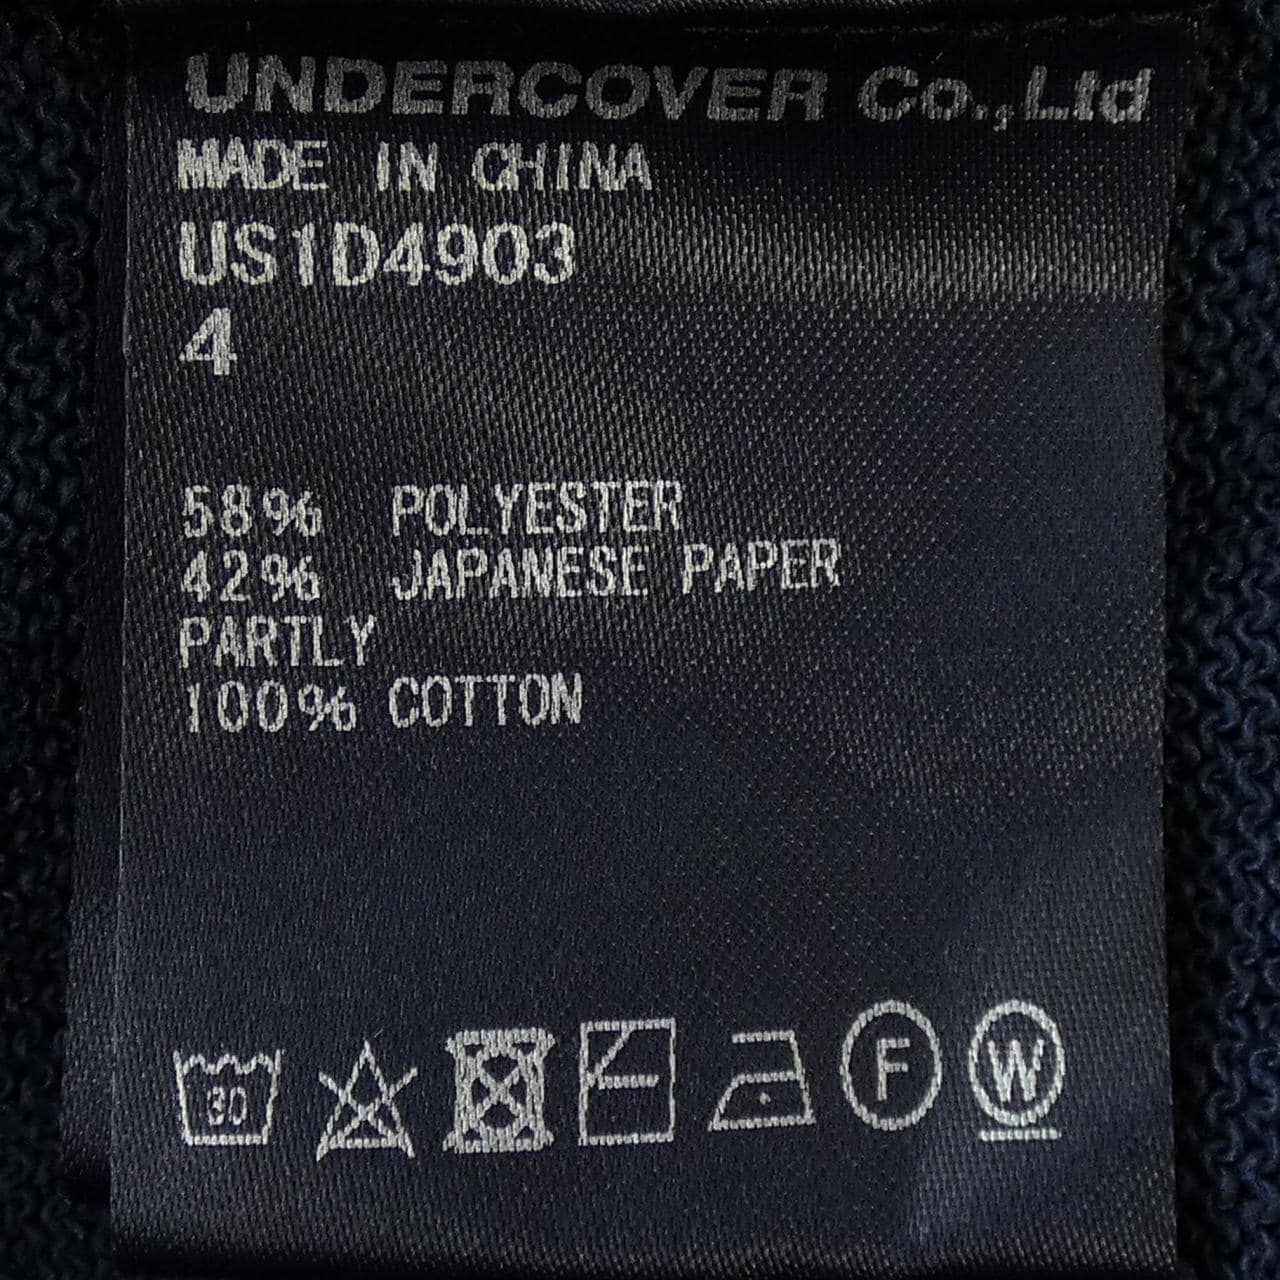 UNDERCOVER Co.,Ltd
MADE IN CHINA
US1D4903
4
58% POLYESTER
42% JAPANESE PAPER
PARTLY
100% COTTON
30 F W